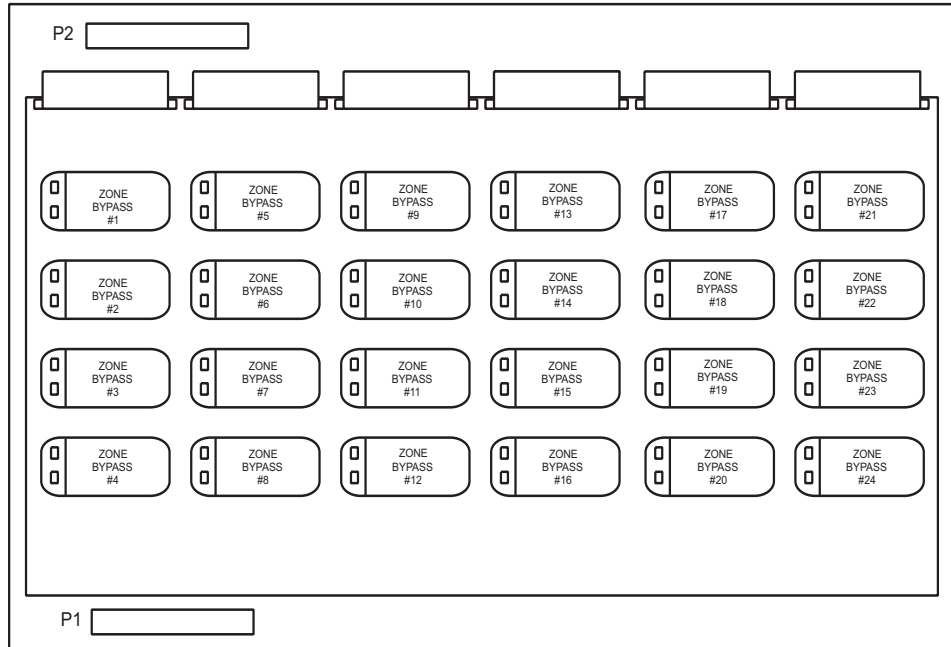 P2
ZONE
BYPASS
#1
ZONE
BYPASS
#5
ZONE
BYPASS
#9
ZONE
BYPASS
#13
ZONE
BYPASS
#17
ZONE
BYPASS
#21
ZONE
BYPASS
#2
ZONE
BYPASS
#6
ZONE
BYPASS
#10
ZONE
BYPASS
#14
ZONE
BYPASS
#18
ZONE
BYPASS
#22
ZONE
BYPASS
#3
ZONE
BYPASS
#7
ZONE
BYPASS
#11
ZONE
BYPASS
#15
ZONE
BYPASS
#19
ZONE
BYPASS
#23
ZONE
BYPASS
#4
ZONE
BYPASS
#8
ZONE
BYPASS
#12
ZONE
BYPASS
#16
ZONE
BYPASS
#20
ZONE
BYPASS
#24
P1